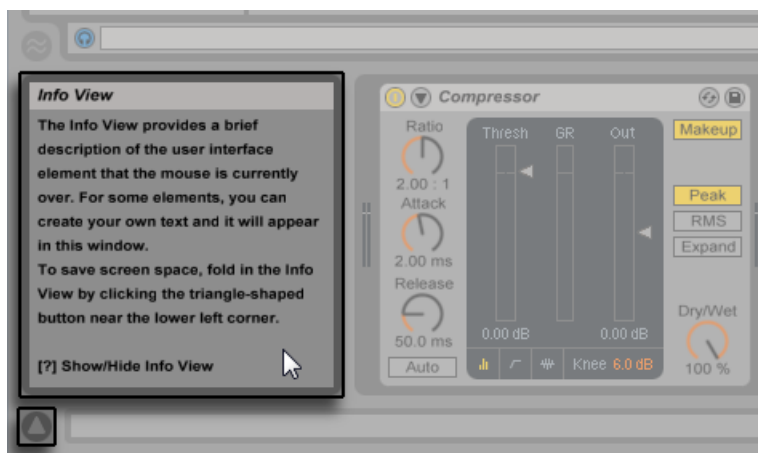 Info View
The Info View provides a brief
description of the user interface
element that the mouse is currently
over. For some elements, you can
create your own text and it will appear
in this window.
To save screen space, fold in the Info
View by clicking the triangle-shaped
button near the lower left corner.
[?] Show/Hide Info View
Compressor
Ratio
2.00 : 1
Attack
2.00 ms
Release
50.0 ms
Auto
Thresh GR Out
0.00 dB 0.00 dB
Knee 6.0 dB
Makeup
Peak
RMS
Expand
Dry/Wet
100 %